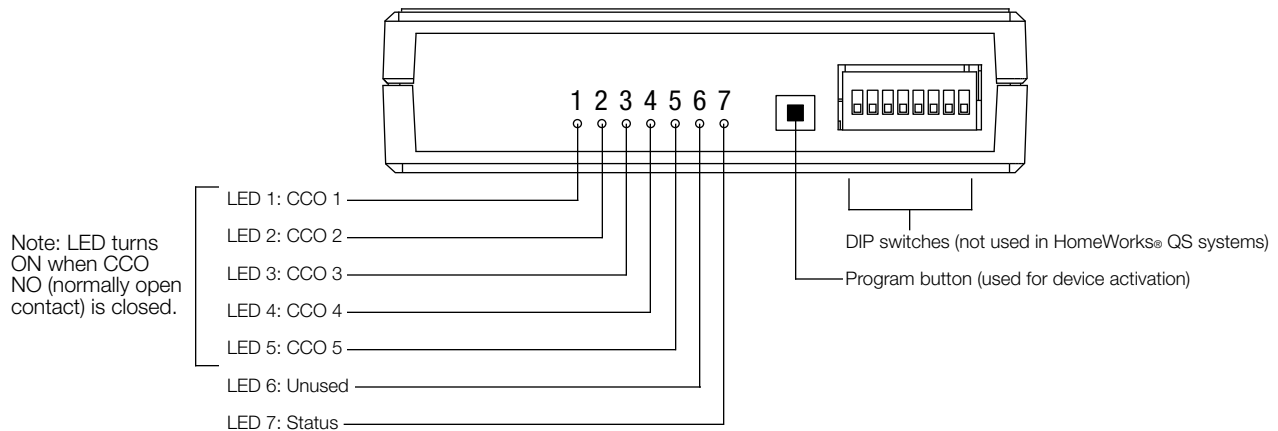 1 2 3 4 5 6 7
LED 1: CCO 1
LED 2: CCO 2
LED 3: CCO 3
LED 4: CCO 4
LED 5: CCO 5
LED 6: Unused
LED 7: Status
Note: LED turns
ON when CCO
NO (normally open
contact) is closed.
DIP switches (not used in HomeWorks® QS systems)
Program button (used for device activation)